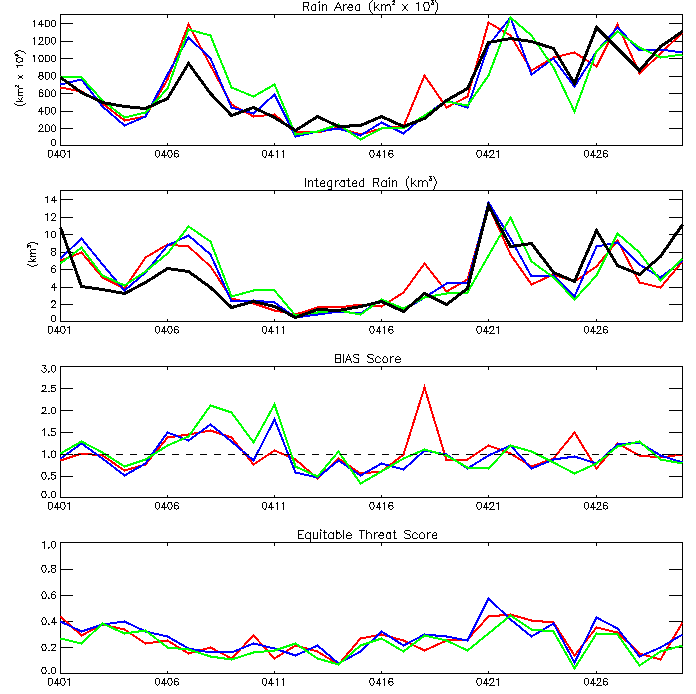 Rain Area (km² × 10³)
1400
1200
1000
800
600
400
200
0
(km² × 10⁶)
0401 0406 0411 0416 0421 0426
Integrated Rain (km³)
14
12
10
8
6
4
2
0
(km³)
0401 0406 0411 0416 0421 0426
BIAS Score
3.0
2.5
2.0
1.5
1.0
0.5
0.0
0401 0406 0411 0416 0421 0426
Equitable Threat Score
1.0
0.8
0.6
0.4
0.2
0.0
0401 0406 0411 0416 0421 0426